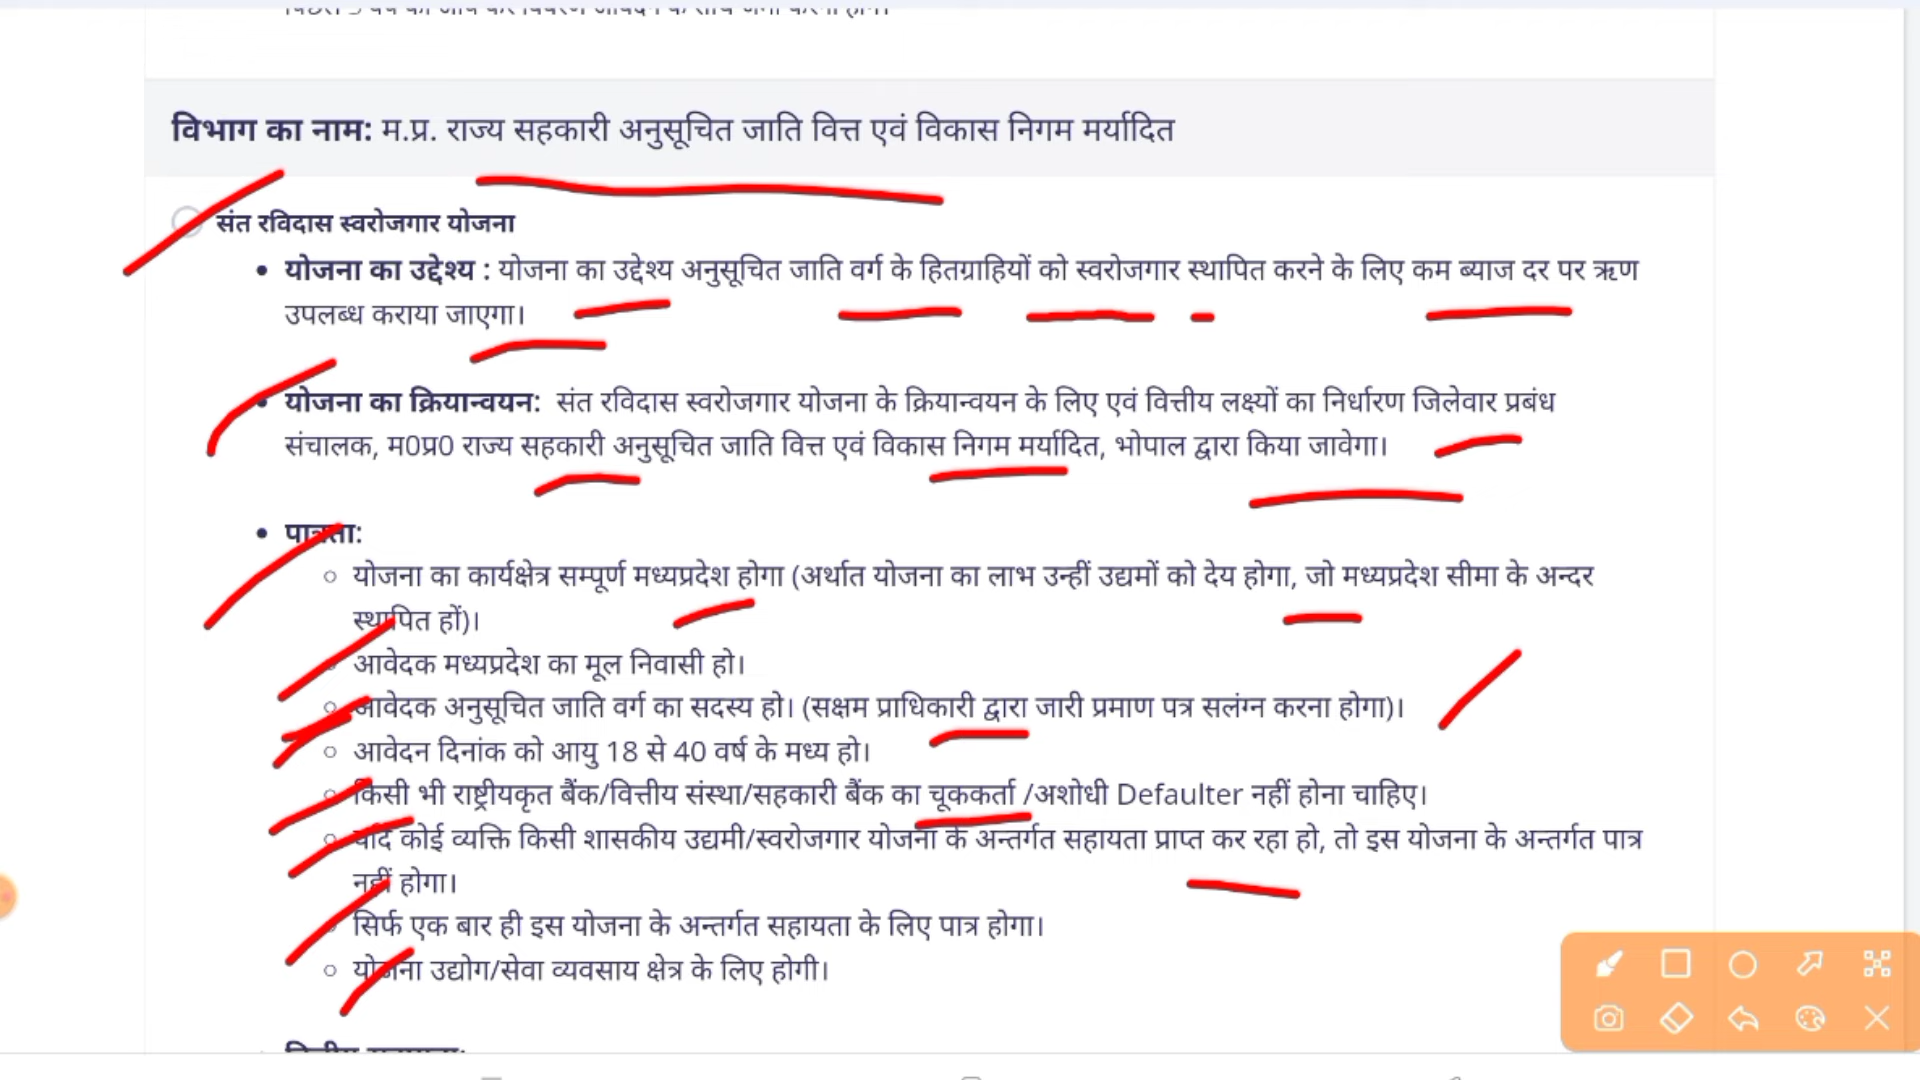 विभाग का नाम: म.प्र. राज्य सहकारी अनुसूचित जाति वित्त एवं विकास निगम मर्यादित
संत रविदास स्वरोजगार योजना
योजना का उद्देश्य : योजना का उद्देश्य अनुसूचित जाति वर्ग के हितग्राहियों को स्वरोजगार स्थापित करने के लिए कम ब्याज दर पर ऋण
उपलब्ध कराया जाएगा।
योजना का क्रियान्वयन: संत रविदास स्वरोजगार योजना के क्रियान्वयन के लिए एवं वित्तीय लक्ष्यों का निर्धारण जिलेवार प्रबंध
संचालक, म0प्र0 राज्य सहकारी अनुसूचित जाति वित्त एवं विकास निगम मर्यादित, भोपाल द्वारा किया जावेगा।
पात्रता:
योजना का कार्यक्षेत्र सम्पूर्ण मध्यप्रदेश होगा (अर्थात योजना का लाभ उन्हीं उद्यमों को देय होगा, जो मध्यप्रदेश सीमा के अन्दर
स्थापित हों)।
आवेदक मध्यप्रदेश का मूल निवासी हो।
आवेदक अनुसूचित जाति वर्ग का सदस्य हो। (सक्षम प्राधिकारी द्वारा जारी प्रमाण पत्र सलंग्न करना होगा)।
आवेदन दिनांक को आयु 18 से 40 वर्ष के मध्य हो।
किसी भी राष्ट्रीयकृत बैंक/वित्तीय संस्था/सहकारी बैंक का चूककर्ता /अशोधी Defaulter नहीं होना चाहिए।
यदि कोई व्यक्ति किसी शासकीय उद्यमी/स्वरोजगार योजना के अन्तर्गत सहायता प्राप्त कर रहा हो, तो इस योजना के अन्तर्गत पात्र
नहीं होगा।
सिर्फ एक बार ही इस योजना के अन्तर्गत सहायता के लिए पात्र होगा।
योजना उद्योग/सेवा व्यवसाय क्षेत्र के लिए होगी।